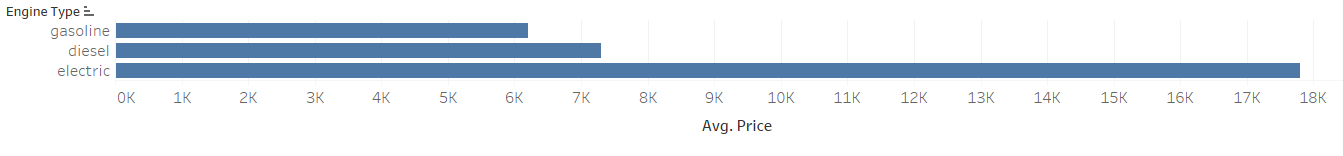 Engine Type
gasoline
diesel
electric
0K 1K 2K 3K 4K 5K 6K 7K 8K 9K 10K 11K 12K 13K 14K 15K 16K 17K 18K
Avg. Price